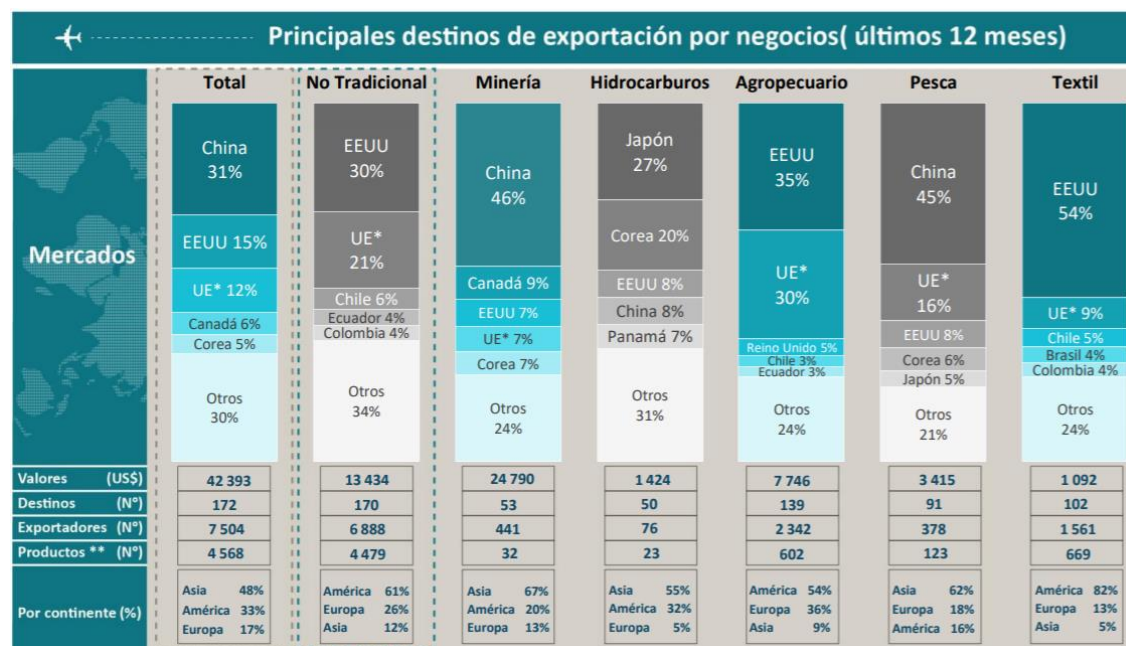 Principales destinos de exportación por negocios( últimos 12 meses)
Total No Tradicional Minería Hidrocarburos Agropecuario Pesca Textil
Mercados
China
31%
EEUU 15%
UE* 12%
Canadá 6%
Corea 5%
Otros
30%
EEUU
30%
UE*
21%
Chile 6%
Ecuador 4%
Colombia 4%
Otros
34%
China
46%
Canadá 9%
EEUU 7%
UE* 7%
Corea 7%
Otros
24%
Japón
27%
Corea 20%
EEUU 8%
China 8%
Panamá 7%
Otros
31%
EEUU
35%
UE*
30%
Reino Unido 5%
Chile 3%
Ecuador 3%
Otros
24%
China
45%
UE*
16%
EEUU 8%
Corea 6%
Japón 5%
Otros
21%
EEUU
54%
UE* 9%
Chile 5%
Brasil 4%
Colombia 4%
Otros
24%
Valores (US$) 42 393 13 434 24 790 1 424 7 746 3 415 1 092
Destinos (N°) 172 170 53 50 139 91 102
Exportadores (N°) 7 504 6 888 441 76 2 342 378 1 561
Productos ** (N°) 4 568 4 479 32 23 602 123 669
Por continente (%)
Asia 48% América 61% Asia 67% Asia 55% América 54% Asia 62% América 82%
América 33% Europa 26% América 20% América 32% Europa 36% Europa 18% Europa 13%
Europa 17% Asia 12% Europa 13% Europa 5% Asia 9% América 16% Asia 5%